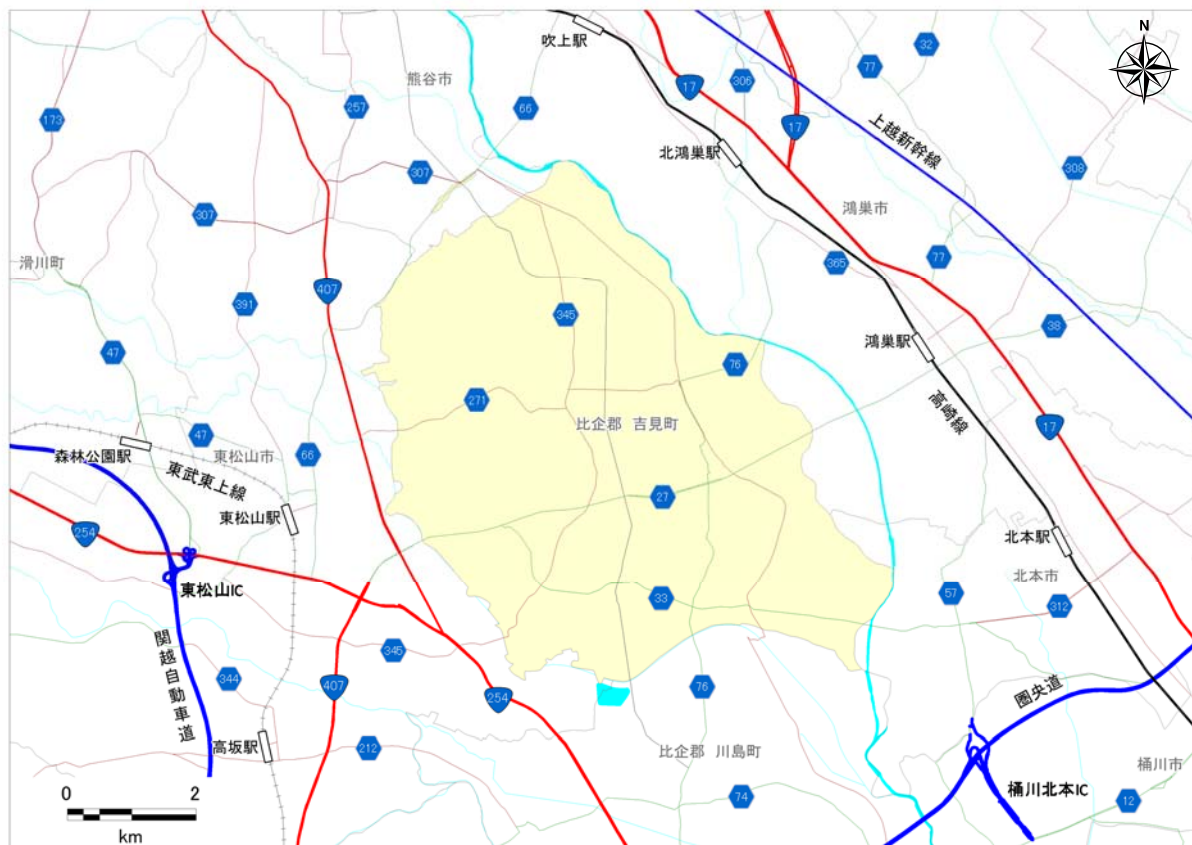 N
吹上駅
32
77
熊谷市
306
17
257
66
173
17
上越新幹線
北鴻巣駅
307
308
鴻巣市
307
滑川町
77
365
407
391
345
38
鴻巣駅
47
76
高崎線
271
比企郡 吉見町
17
47
東松山市
66
森林公園駅
東武東上線
27
東松山駅
254
北本駅
東松山IC
北本市
33
57
312
関越自動車道
345
344
407
254
76
圏央道
高坂駅
212
比企郡 川島町
桶川市
桶川北本IC
74
12
0 2
km